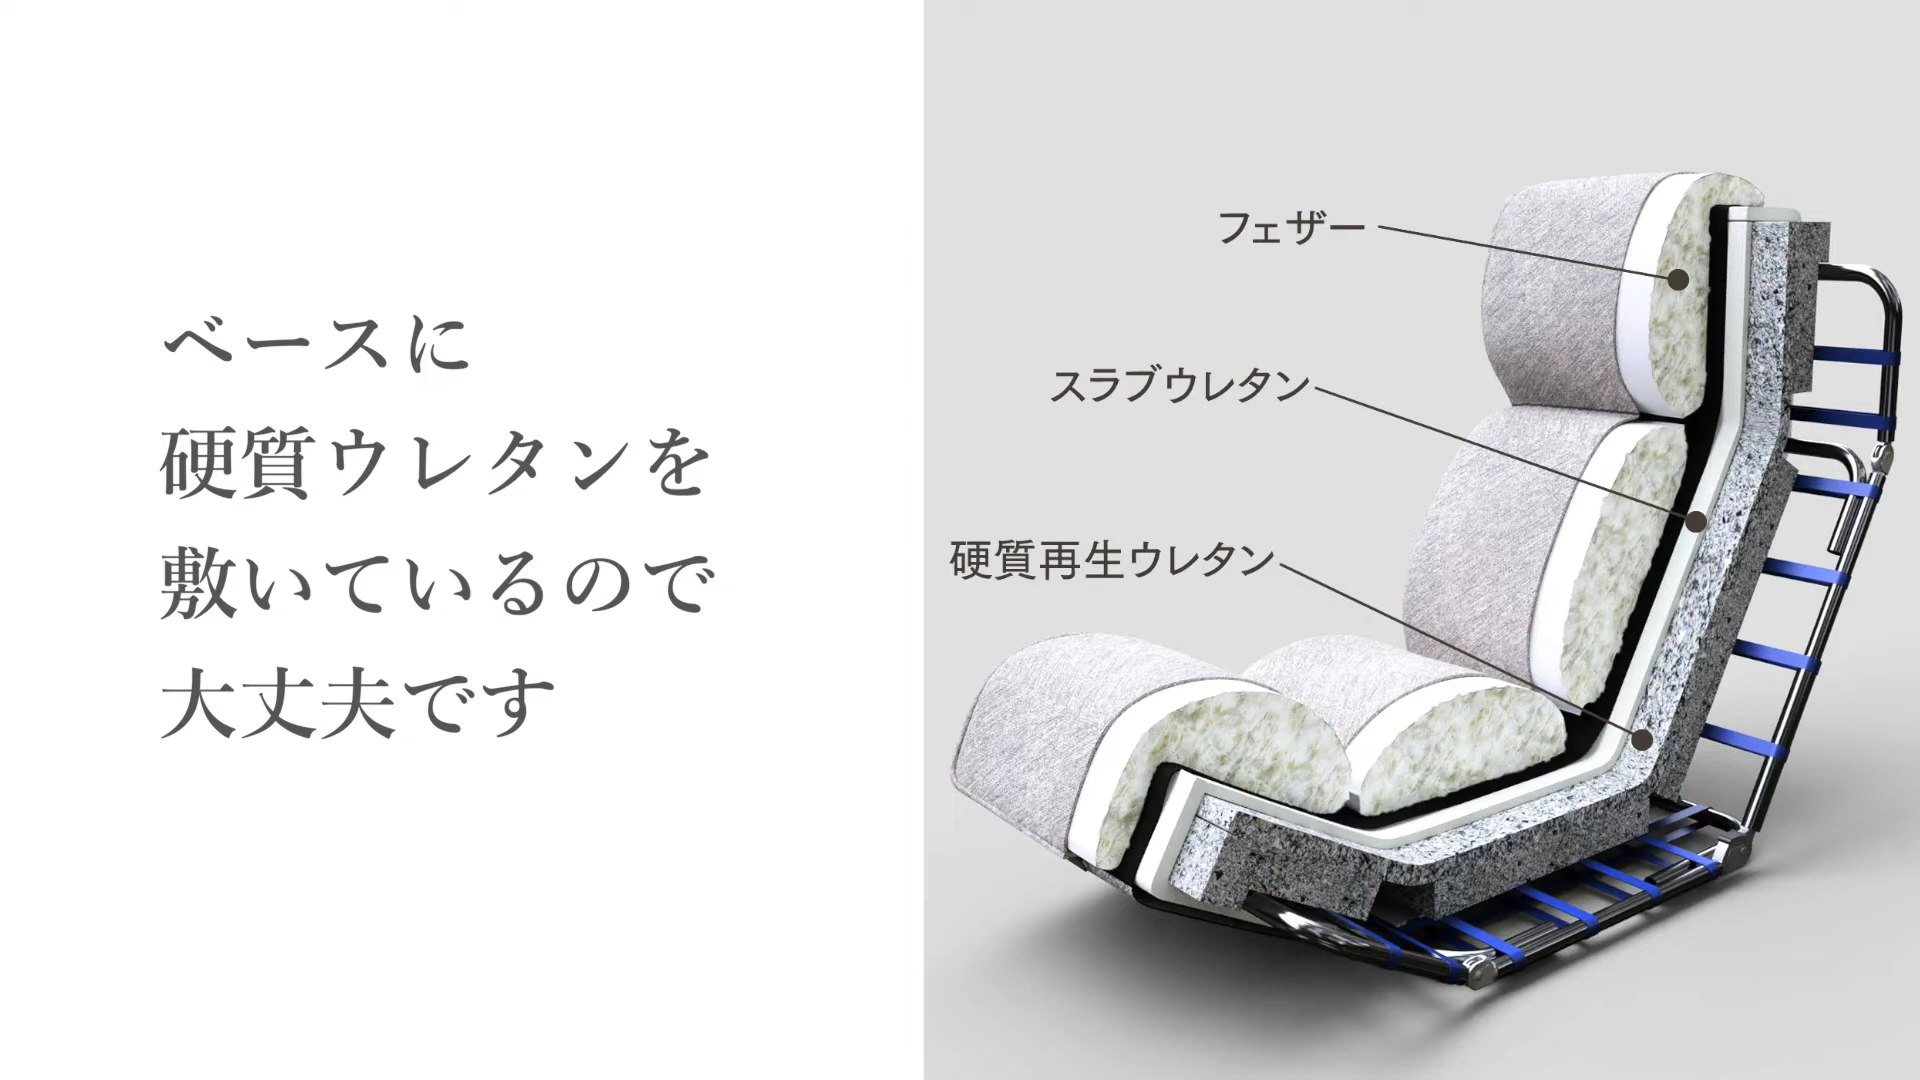 ベースに
硬質ウレタンを
敷いているので
大丈夫です
フェザー
スラブウレタン
硬質再生ウレタン